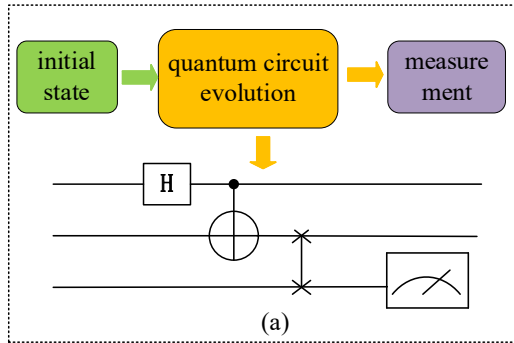 initial
state
quantum circuit
evolution
measure
ment
H
(a)